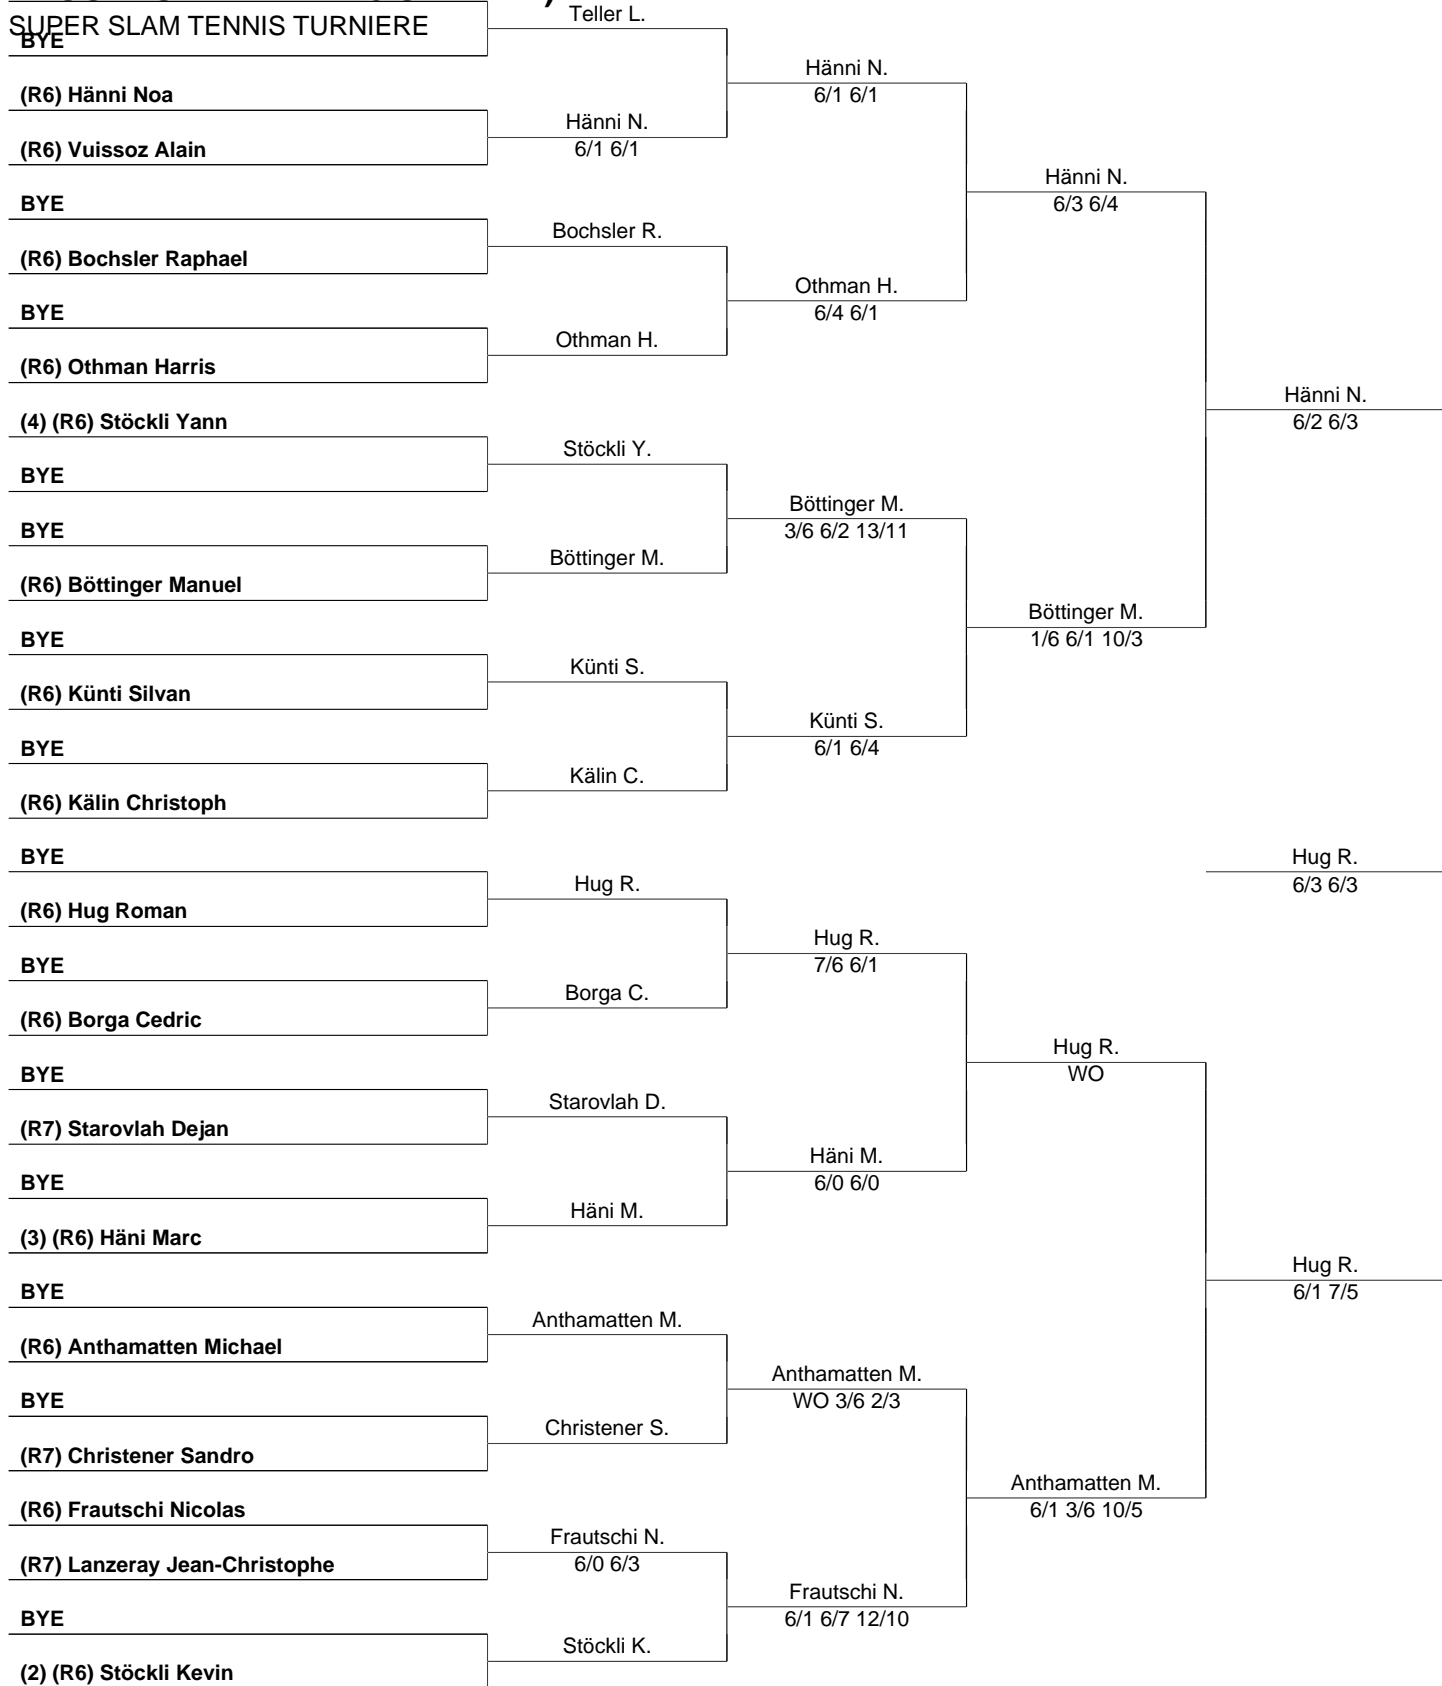 SUPER SLAM TENNIS TURNIERE
BYE
(R6) Hänni Noa
(R6) Vuissoz Alain
BYE
(R6) Bochsler Raphael
BYE
(R6) Othman Harris
(4) (R6) Stöckli Yann
BYE
BYE
(R6) Böttinger Manuel
BYE
(R6) Künti Silvan
BYE
(R6) Kälin Christoph
BYE
(R6) Hug Roman
BYE
(R6) Borga Cedric
BYE
(R7) Starovlah Dejan
BYE
(3) (R6) Häni Marc
BYE
(R6) Anthamatten Michael
BYE
(R7) Christener Sandro
(R6) Frautschi Nicolas
(R7) Lanzeray Jean-Christophe
BYE
(2) (R6) Stöckli Kevin
Teller L.
Hänni N.
6/1 6/1
Bochsler R.
Othman H.
Stöckli Y.
Böttinger M.
Künti S.
Kälin C.
Hug R.
Borga C.
Starovlah D.
Häni M.
Anthamatten M.
Christener S.
Frautschi N.
6/0 6/3
Stöckli K.
Hänni N.
6/1 6/1
Othman H.
6/4 6/1
Böttinger M.
3/6 6/2 13/11
Künti S.
6/1 6/4
Hug R.
7/6 6/1
Häni M.
6/0 6/0
Anthamatten M.
WO 3/6 2/3
Frautschi N.
6/1 6/7 12/10
Hänni N.
6/3 6/4
Böttinger M.
1/6 6/1 10/3
Hug R.
WO
Anthamatten M.
6/1 3/6 10/5
Hänni N.
6/2 6/3
Hug R.
6/3 6/3
Hug R.
6/1 7/5